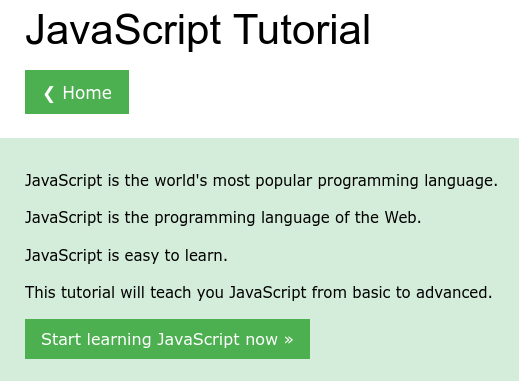 JavaScript Tutorial
❮ Home
JavaScript is the world's most popular programming language.
JavaScript is the programming language of the Web.
JavaScript is easy to learn.
This tutorial will teach you JavaScript from basic to advanced.
Start learning JavaScript now »